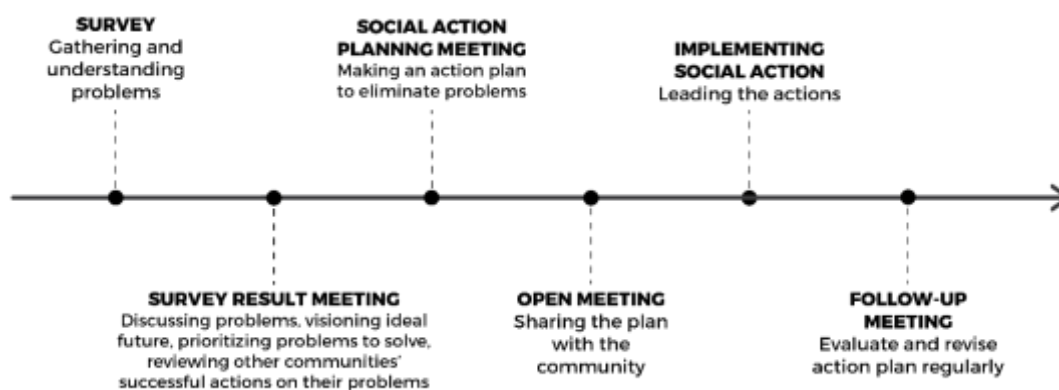 SURVEY
Gathering and
understanding
problems
SURVEY RESULT MEETING
Discussing problems, visioning ideal
future, prioritizing problems to solve,
reviewing other communities'
successful actions on their problems
SOCIAL ACTION
PLANNNG MEETING
Making an action plan
to eliminate problems
OPEN MEETING
Sharing the plan
with the
community
IMPLEMENTING
SOCIAL ACTION
Leading the actions
FOLLOW-UP
MEETING
Evaluate and revise
action plan regularly